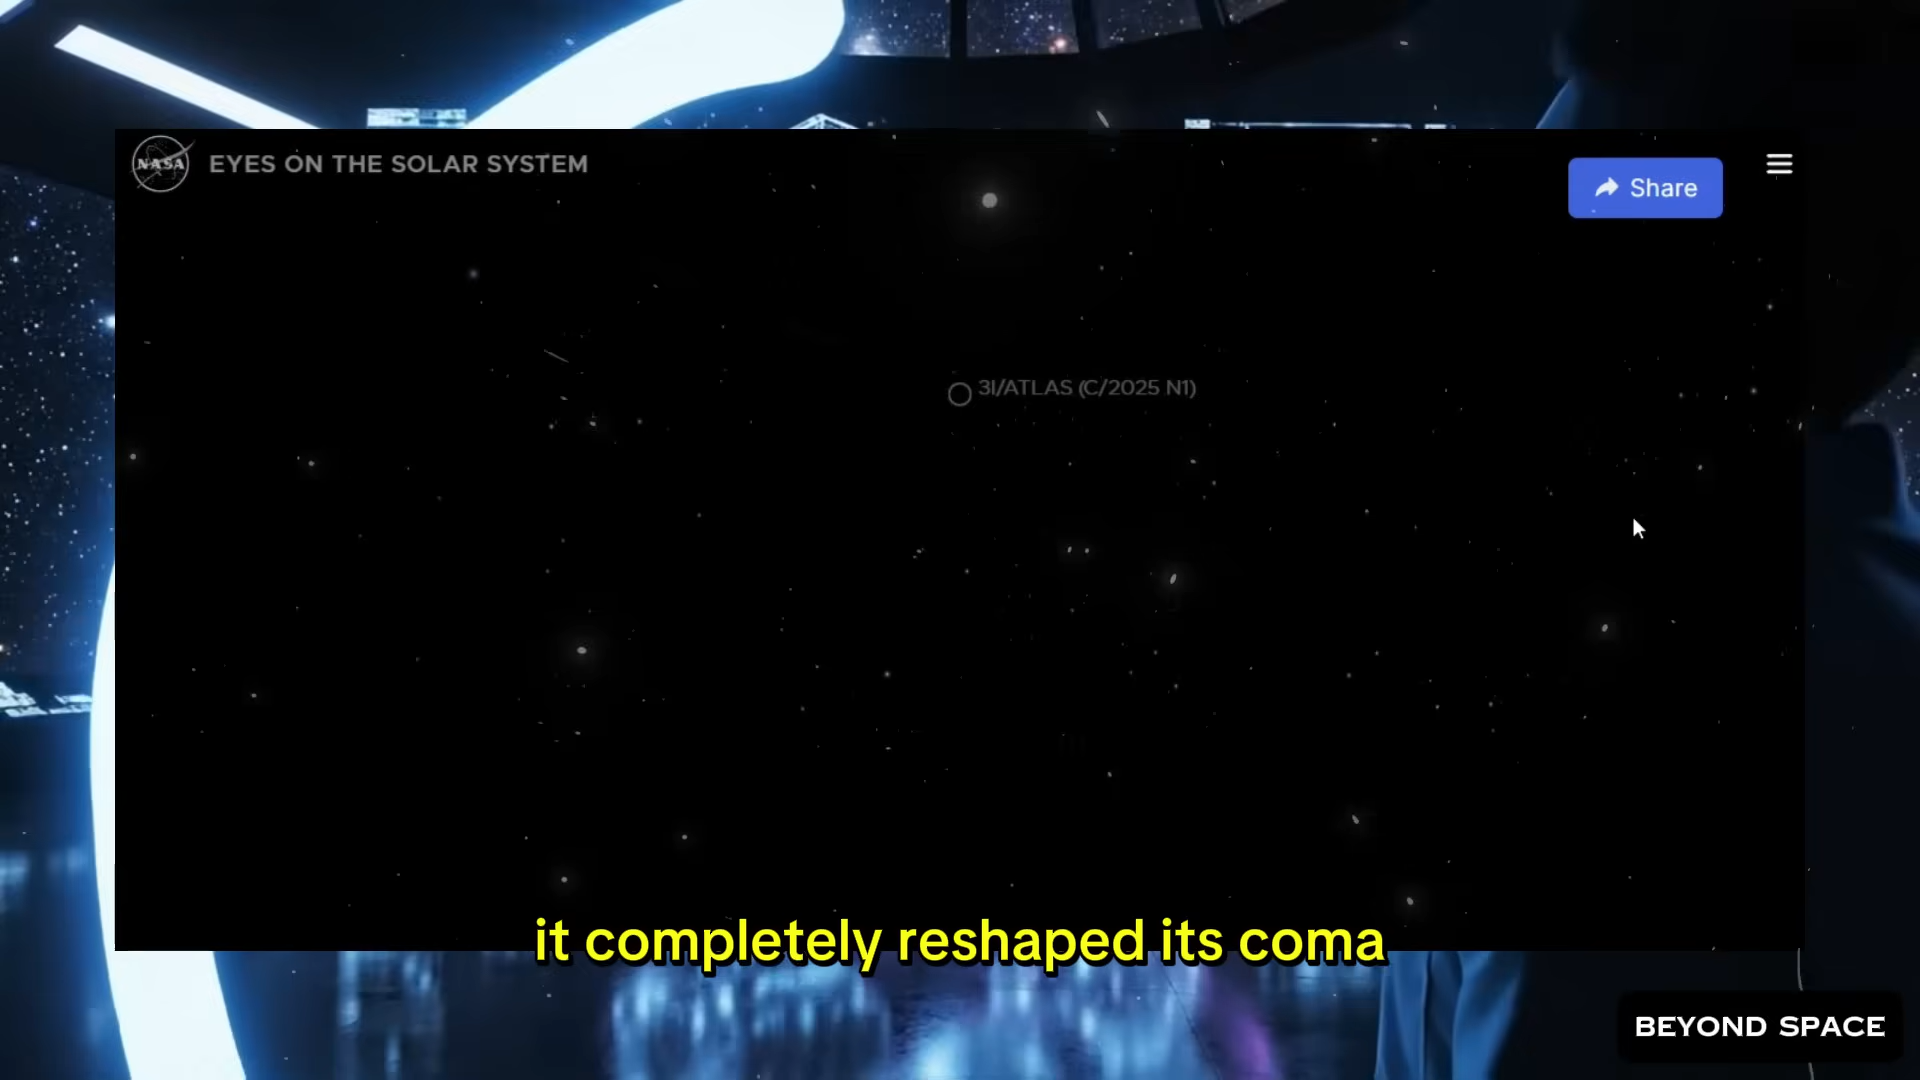 NASA
EYES ON THE SOLAR SYSTEM
Share
3I/ATLAS (C/2025 N1)
it completely reshaped its coma
BEYOND SPACE